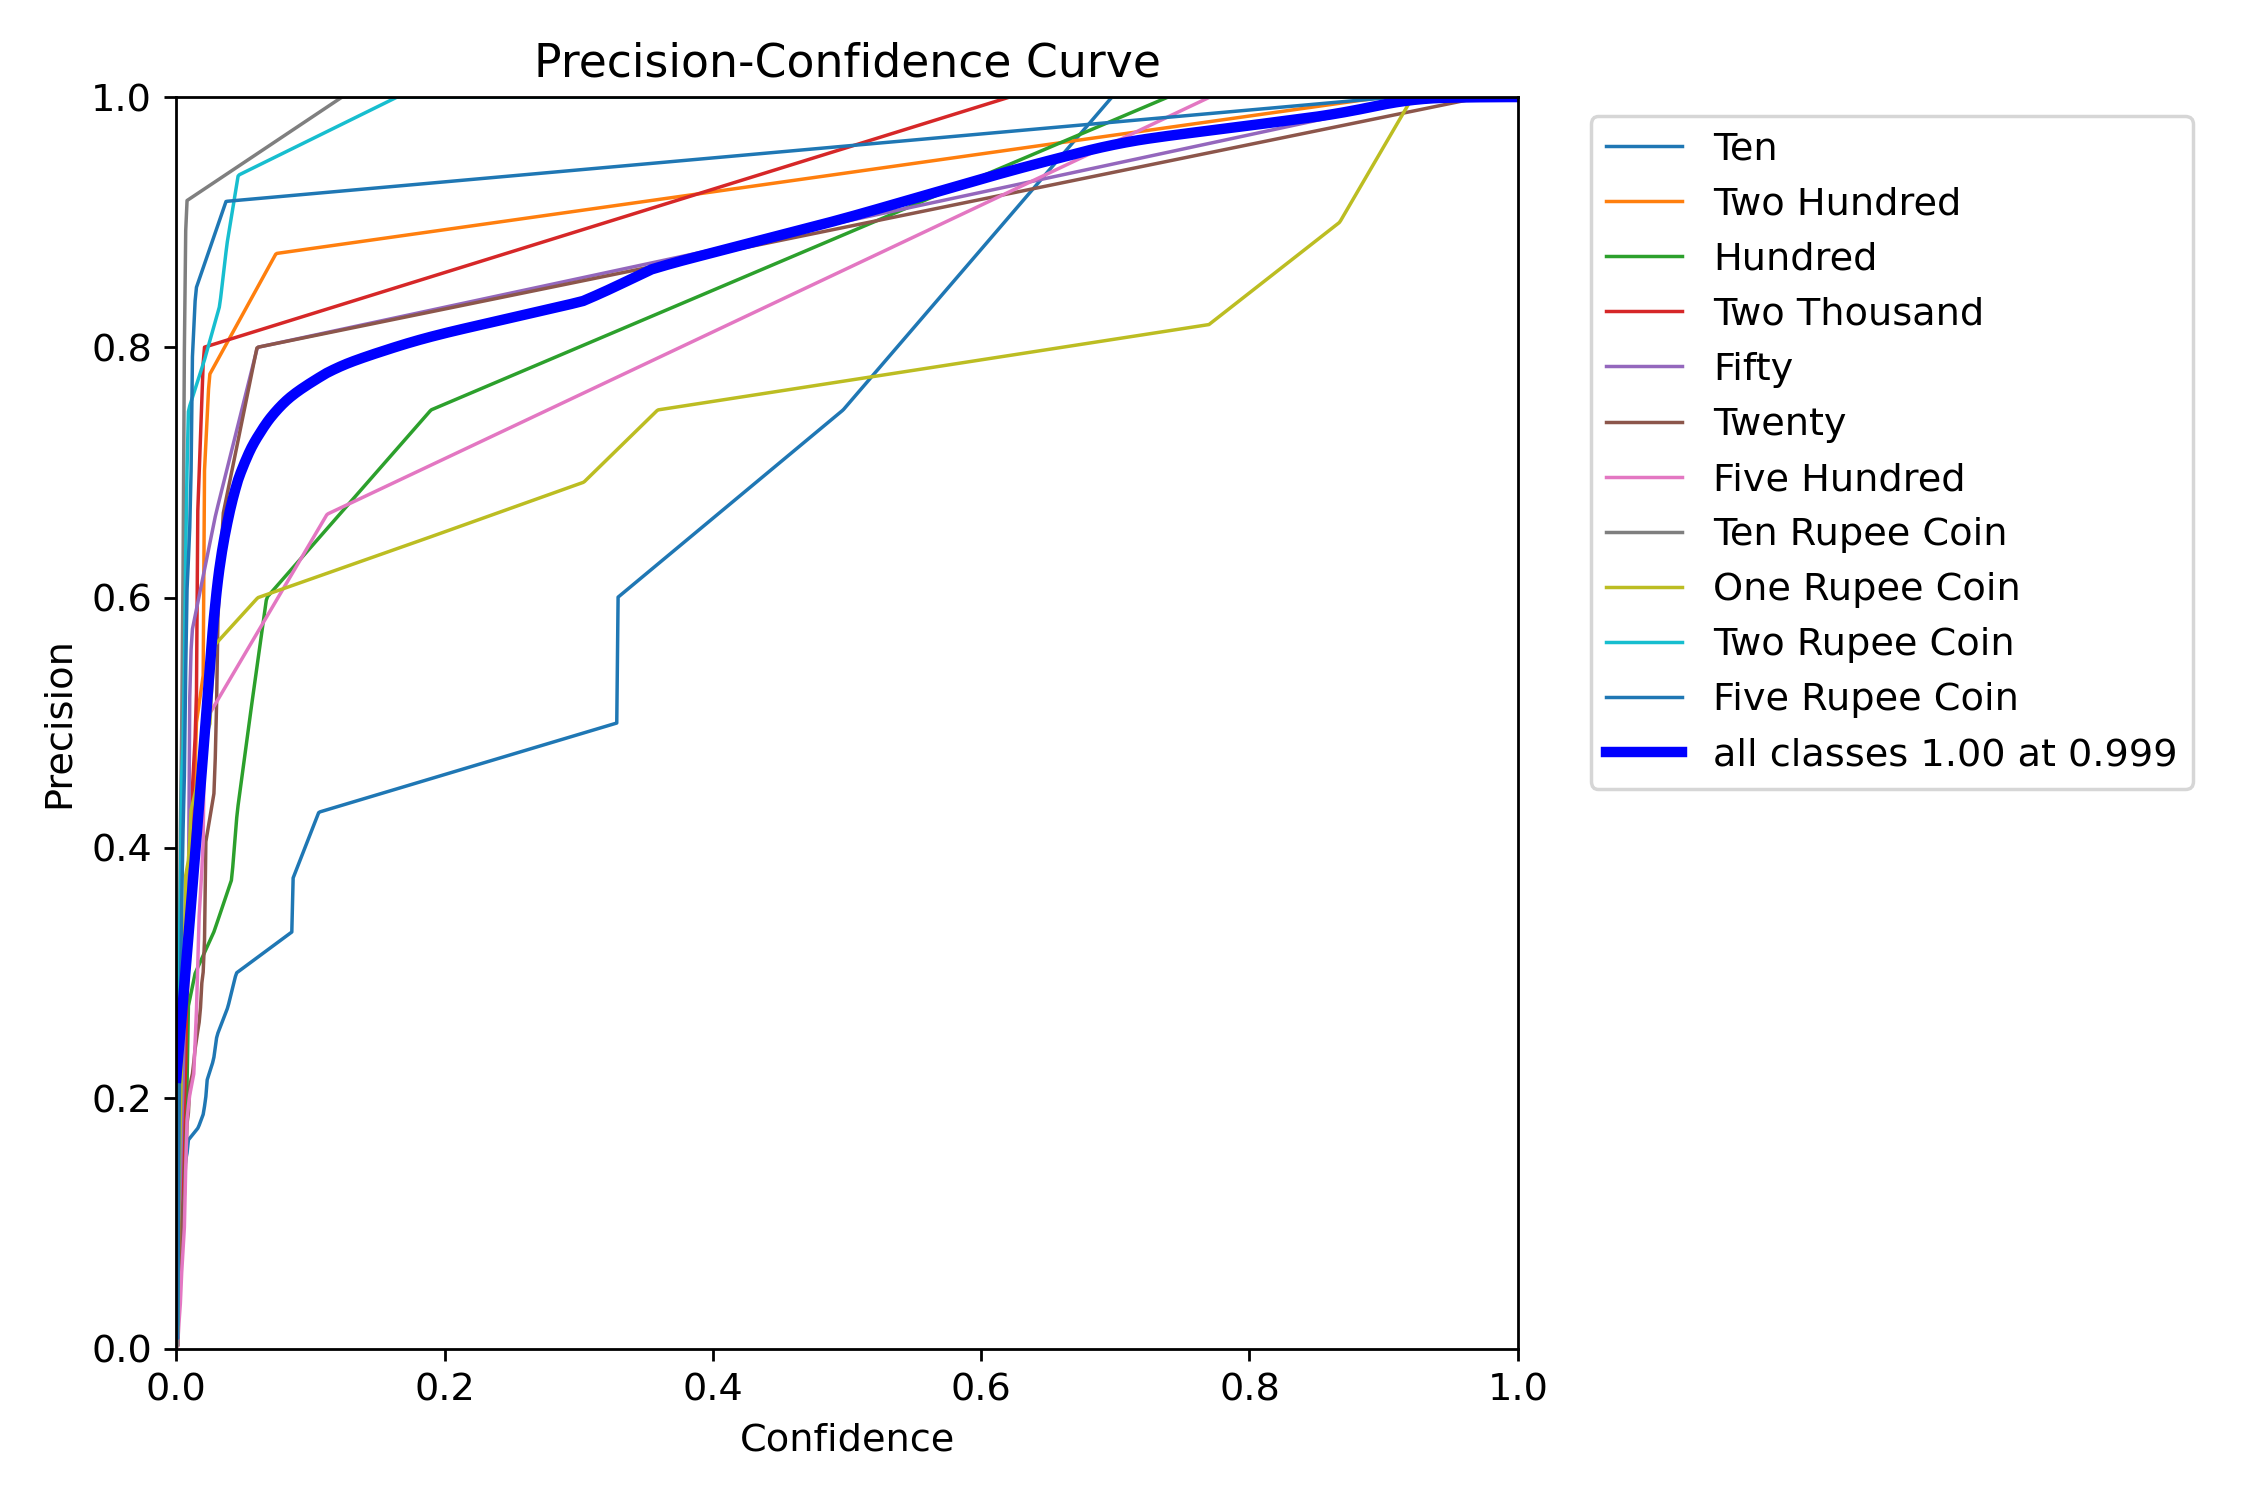 Precision-Confidence Curve
1.0
0.8
0.6
0.4
0.2
0.0
Precision
0.0 0.2 0.4 0.6 0.8 1.0
Confidence
Ten
Two Hundred
Hundred
Two Thousand
Fifty
Twenty
Five Hundred
Ten Rupee Coin
One Rupee Coin
Two Rupee Coin
Five Rupee Coin
all classes 1.00 at 0.999